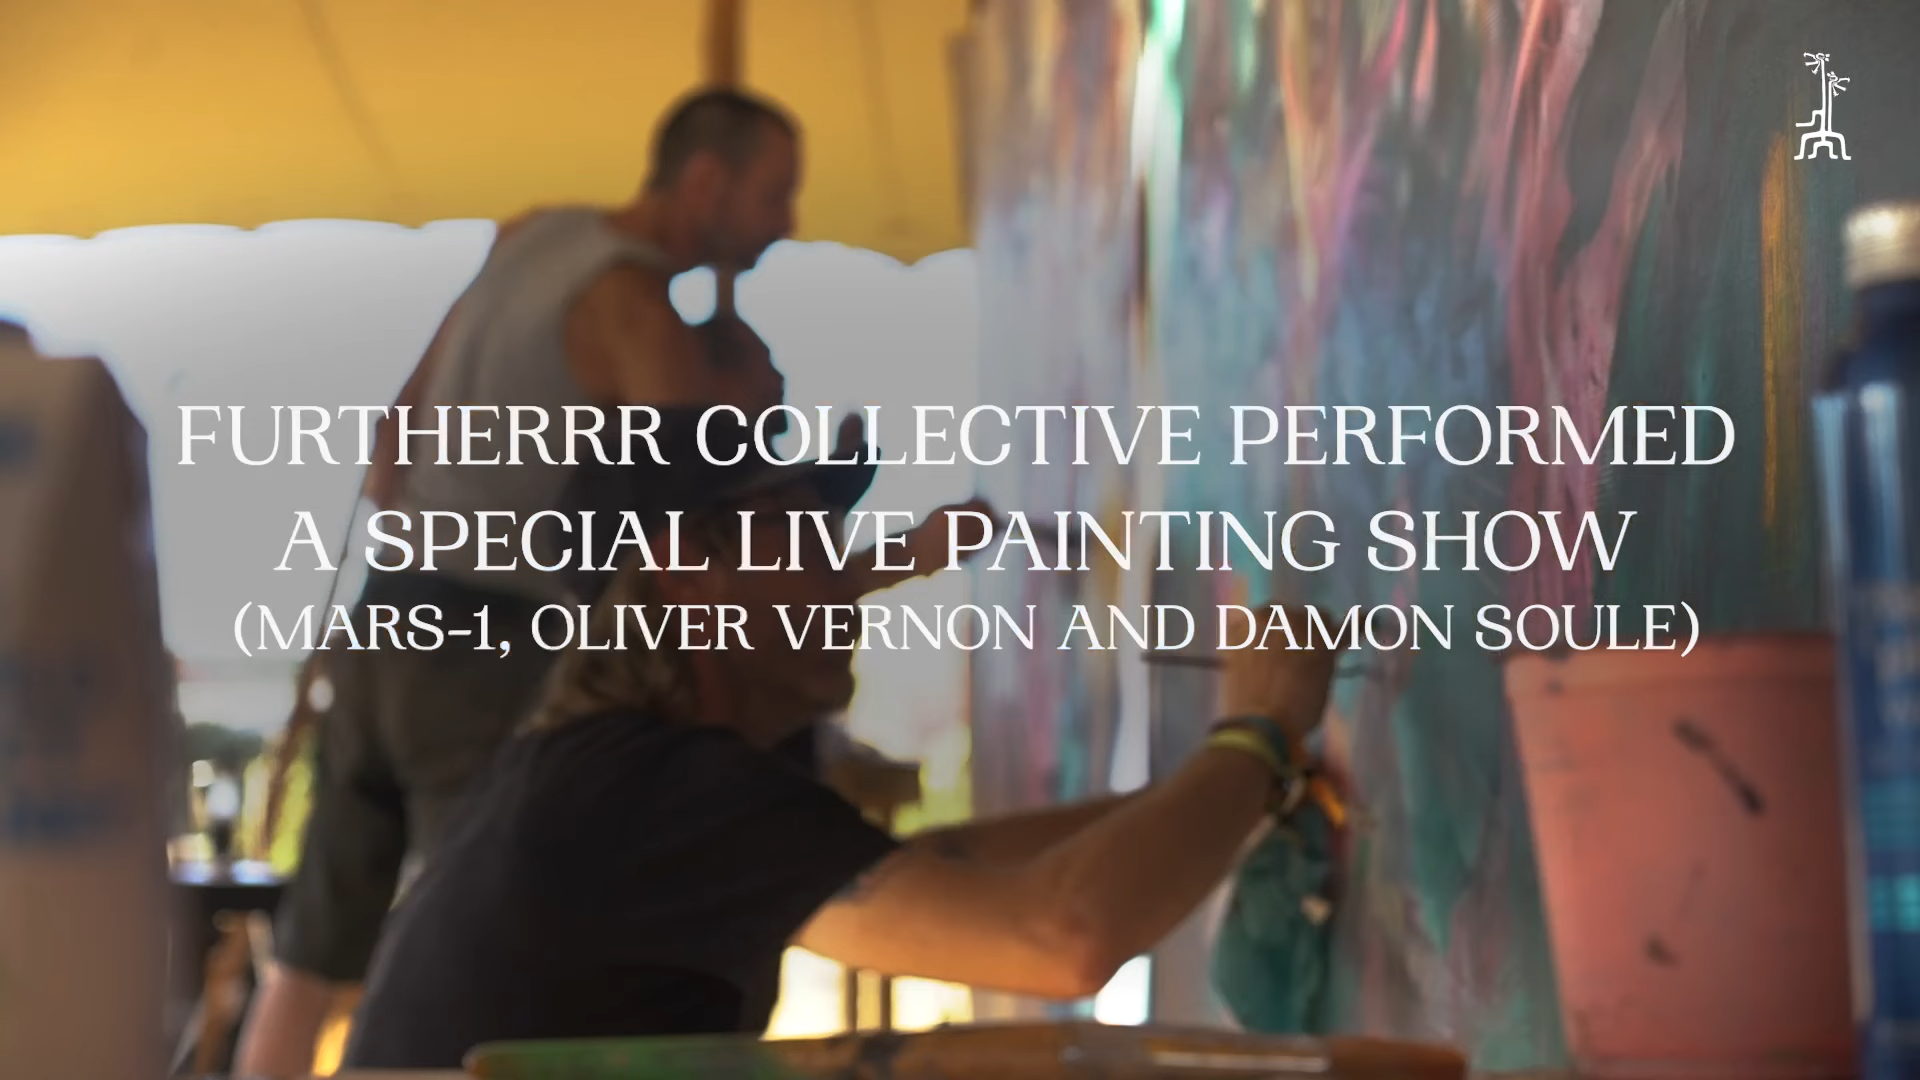 FURTHERRR COLLECTIVE PERFORMED
A SPECIAL LIVE PAINTING SHOW
(MARS-1, OLIVER VERNON AND DAMON SOULE)